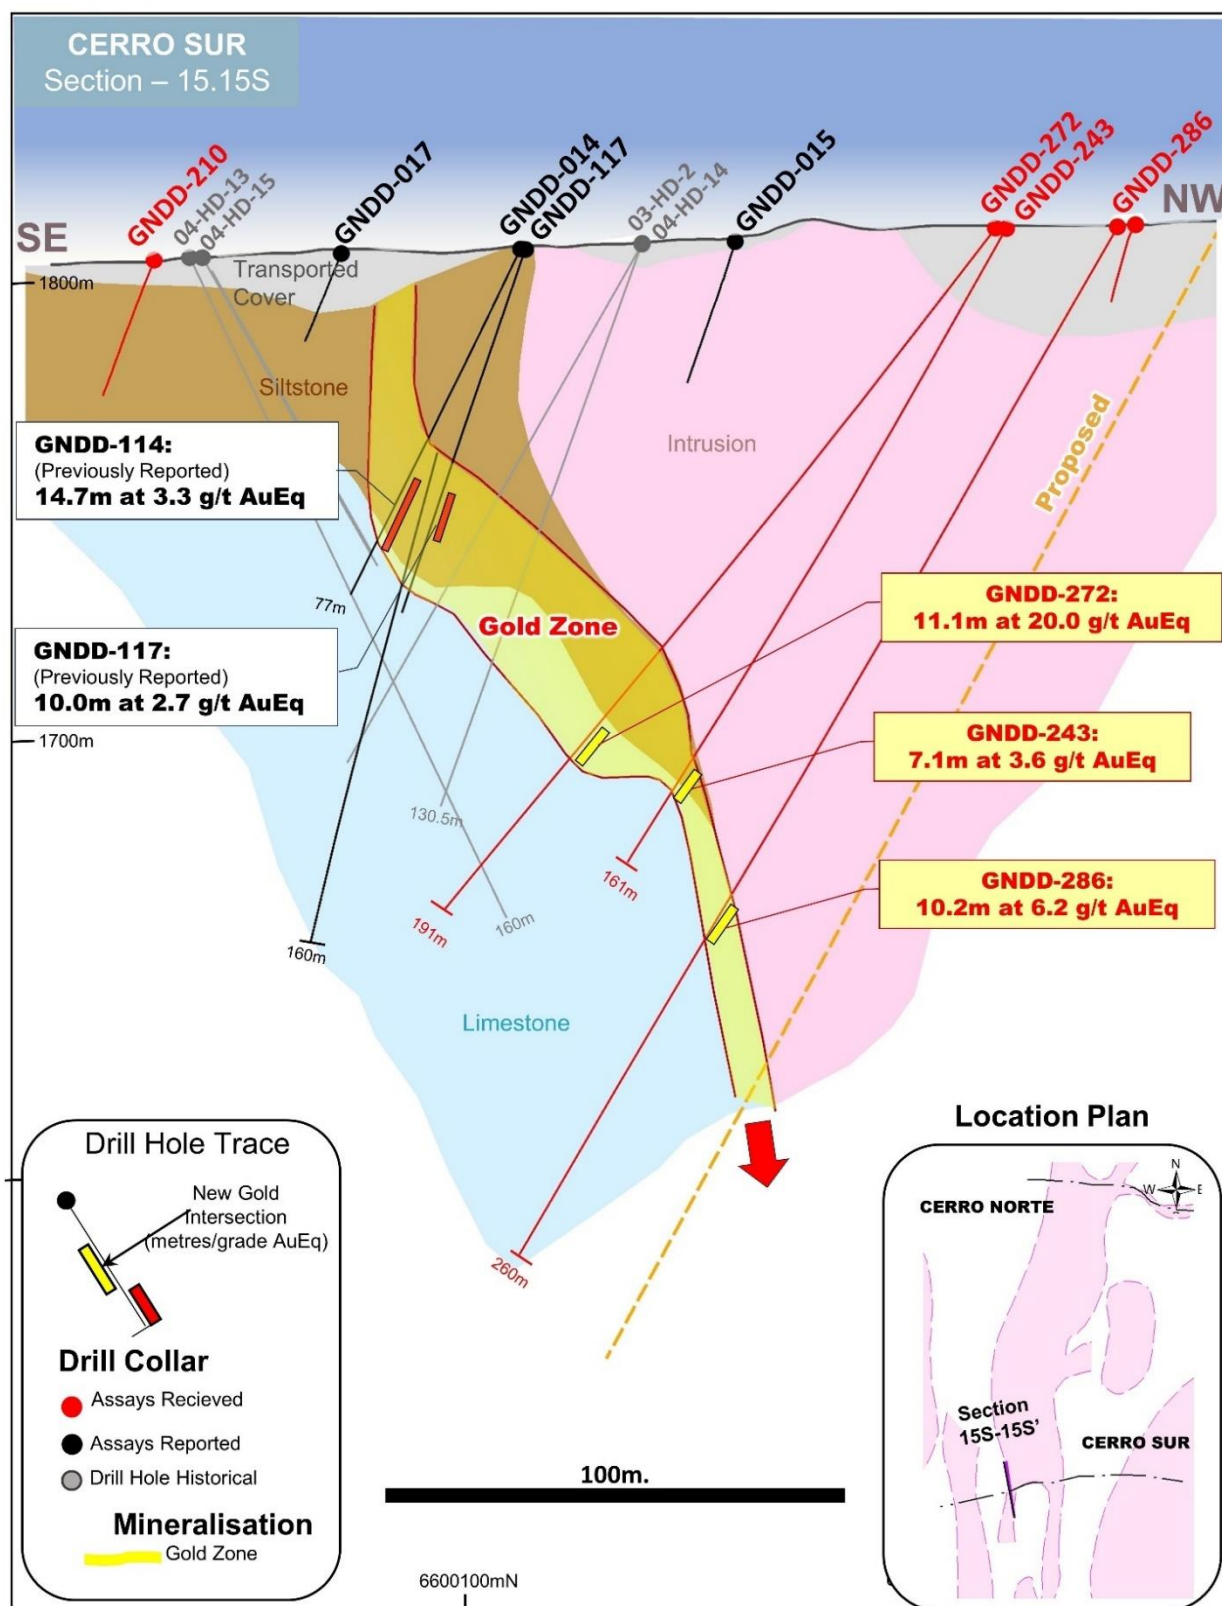 CERRO SUR
Section – 15.15S
SE
GNDD-210
04-HD-13
04-HD-15
GNDD-017
GNDD-014
GNDD-117
03-HD-2
04-HD-14
GNDD-015
GNDD-272
GNDD-243
GNDD-286
NW
1800m
Transported
Cover
Siltstone
Intrusion
Proposed
GNDD-114:
(Previously Reported)
14.7m at 3.3 g/t AuEq
77m
Gold Zone
GNDD-272:
11.1m at 20.0 g/t AuEq
GNDD-117:
(Previously Reported)
10.0m at 2.7 g/t AuEq
1700m
GNDD-243:
7.1m at 3.6 g/t AuEq
130.5m
161m
GNDD-286:
10.2m at 6.2 g/t AuEq
191m
160m
160m
Limestone
260m
Drill Hole Trace
New Gold
Intersection
(metres/grade AuEq)
Drill Collar
Assays Recieved
Assays Reported
Drill Hole Historical
Mineralisation
Gold Zone
100m.
6600100mN
Location Plan
N
W
E
CERRO NORTE
Section
15S-15S'
CERRO SUR